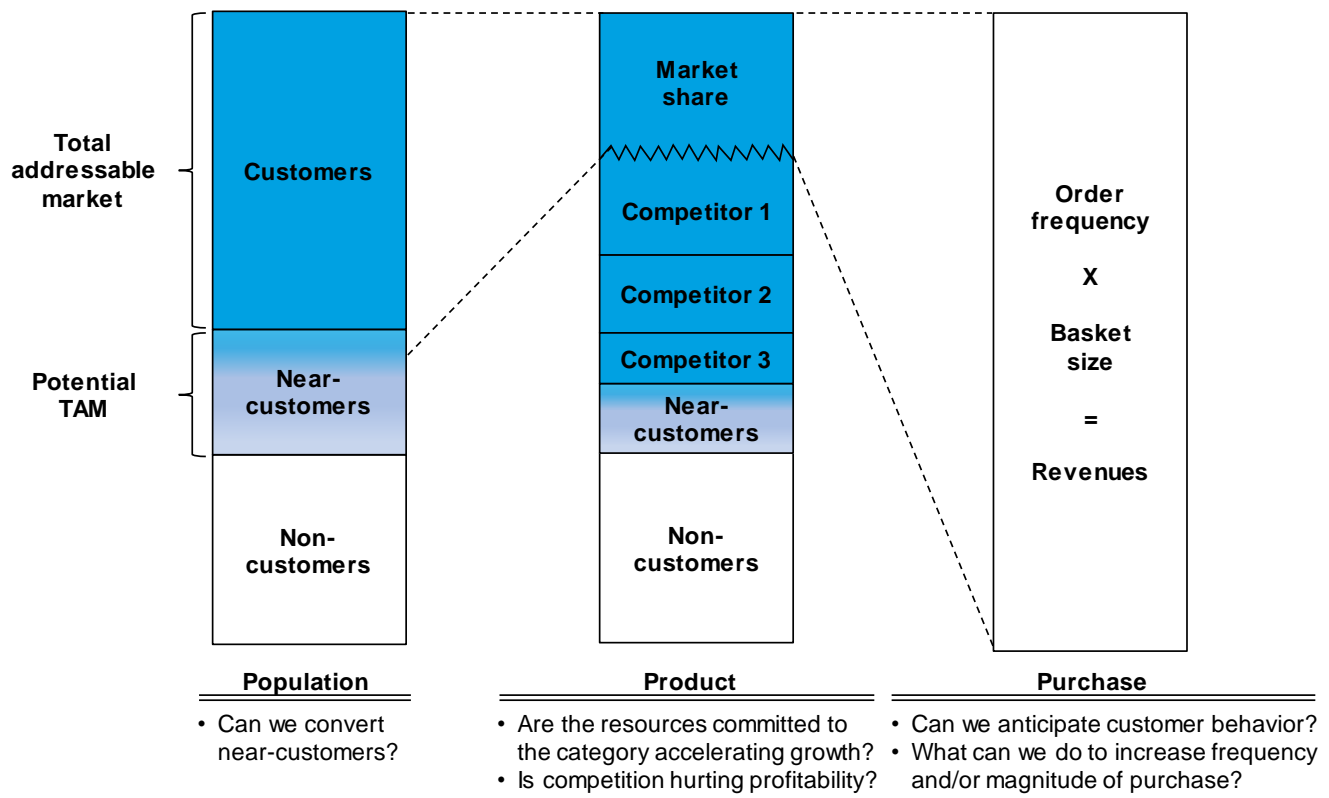 Total
addressable
market
Potential
TAM
Customers
Near-
customers
Non-
customers
Market
share
Competitor 1
Competitor 2
Competitor 3
Near-
customers
Non-
customers
Order
frequency
X
Basket
size
=
Revenues
Population
• Can we convert
near-customers?
Product
• Are the resources committed to
the category accelerating growth?
• Is competition hurting profitability?
Purchase
• Can we anticipate customer behavior?
• What can we do to increase frequency
and/or magnitude of purchase?